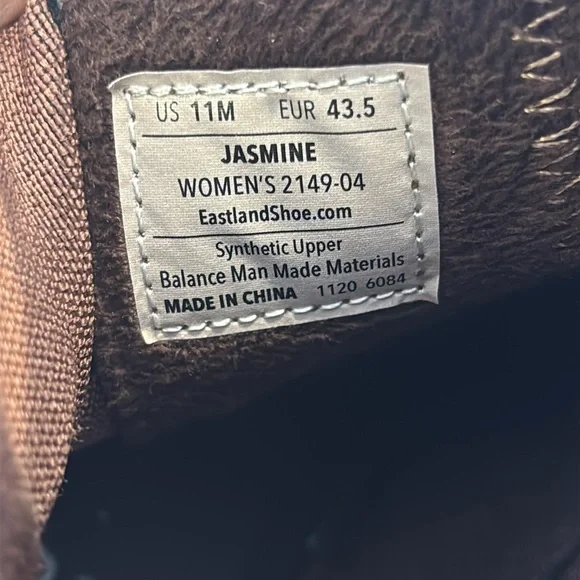 US 11M EUR 43.5
JASMINE
WOMEN'S 2149-04
EastlandShoe.com
Synthetic Upper
Balance Man Made Materials
MADE IN CHINA 1120 6084